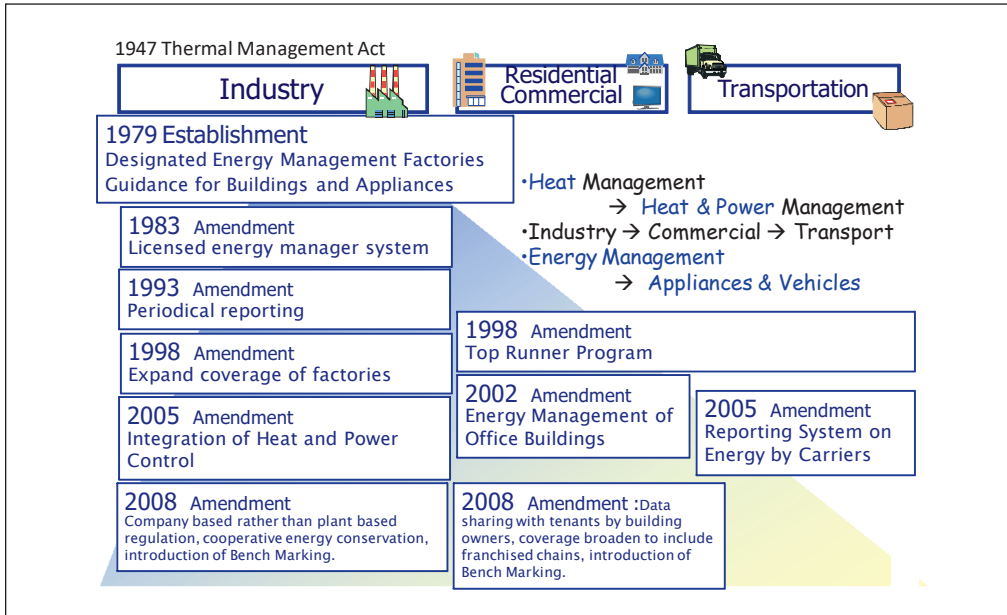 1947 Thermal Management Act
Industry
Residential
Commercial
Transportation
1979 Establishment
Designated Energy Management Factories
Guidance for Buildings and Appliances
•Heat Management
→ Heat & Power Management
•Industry → Commercial → Transport
•Energy Management
→ Appliances & Vehicles
1983 Amendment
Licensed energy manager system
1993 Amendment
Periodical reporting
1998 Amendment
Expand coverage of factories
2005 Amendment
Integration of Heat and Power
Control
2008 Amendment
Company based rather than plant based
regulation, cooperative energy conservation,
introduction of Bench Marking.
1998 Amendment
Top Runner Program
2002 Amendment
Energy Management of
Office Buildings
2005 Amendment
Reporting System on
Energy by Carriers
2008 Amendment :Data
sharing with tenants by building
owners, coverage broaden to include
franchised chains, introduction of
Bench Marking.